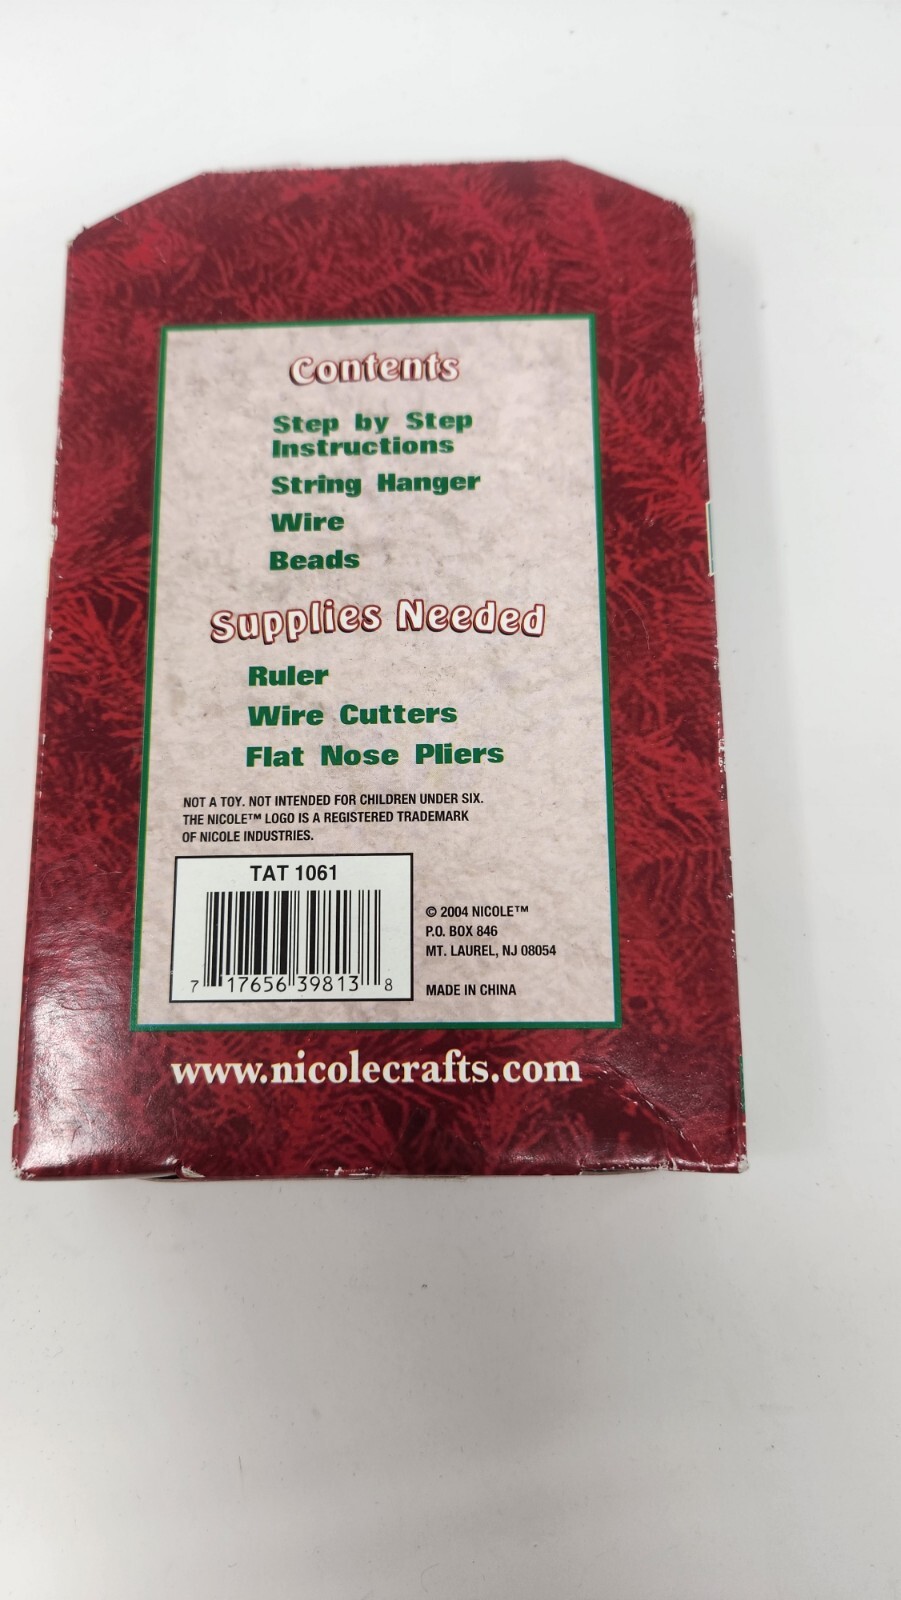 Contents
Step by Step
Instructions
String Hanger
Wire
Beads
Supplies Needed
Ruler
Wire Cutters
Flat Nose Pliers
NOT A TOY. NOT INTENDED FOR CHILDREN UNDER SIX.
THE NICOLE™ LOGO IS A REGISTERED TRADEMARK
OF NICOLE INDUSTRIES.
TAT 1061
7 17656 39813 8
© 2004 NICOLE™
P.O. BOX 846
MT. LAUREL, NJ 08054
MADE IN CHINA
www.nicolecrafts.com